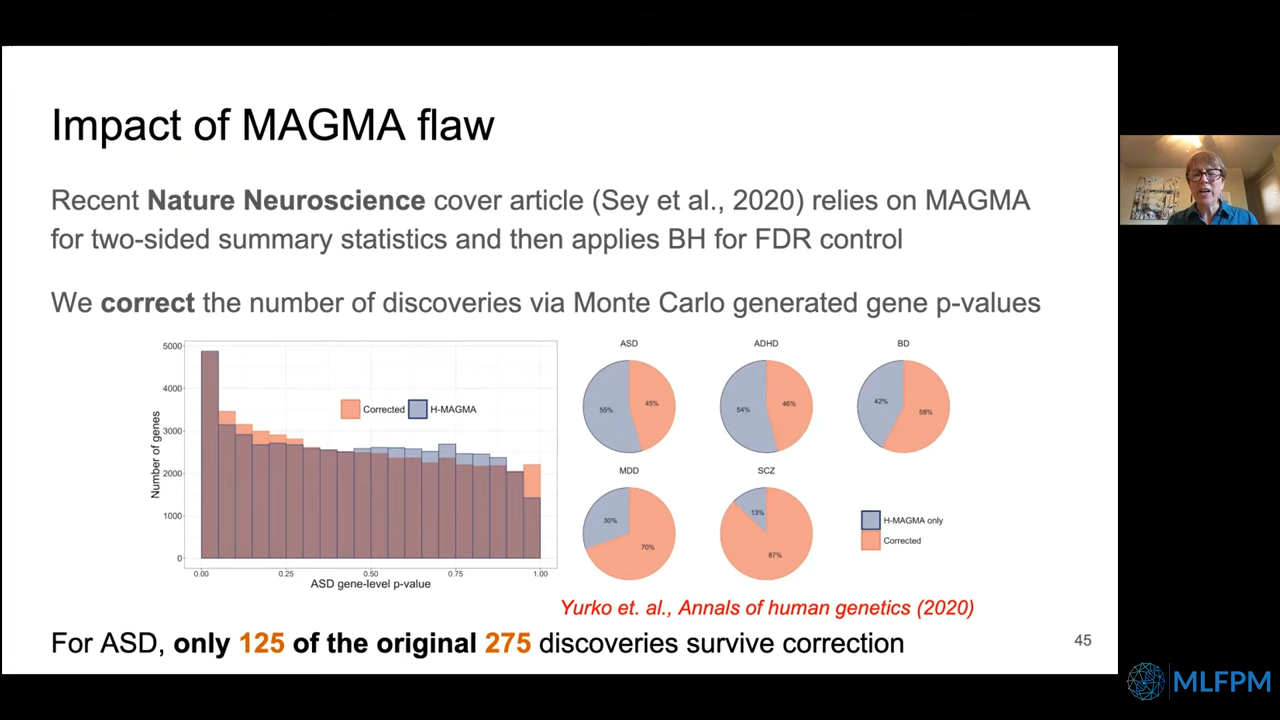 Impact of MAGMA flaw
Recent Nature Neuroscience cover article (Sey et al., 2020) relies on MAGMA
for two-sided summary statistics and then applies BH for FDR control
We correct the number of discoveries via Monte Carlo generated gene p-values
5000
4000
3000
2000
1000
0
Number of genes
Corrected
H-MAGMA
0.00
0.25
0.50
0.75
1.00
ASD gene-level p-value
ASD
55%
45%
ADHD
54%
46%
BD
42%
58%
MDD
30%
70%
SCZ
13%
87%
H-MAGMA only
Corrected
Yurko et. al., Annals of human genetics (2020)
For ASD, only 125 of the original 275 discoveries survive correction
45
MLFPM